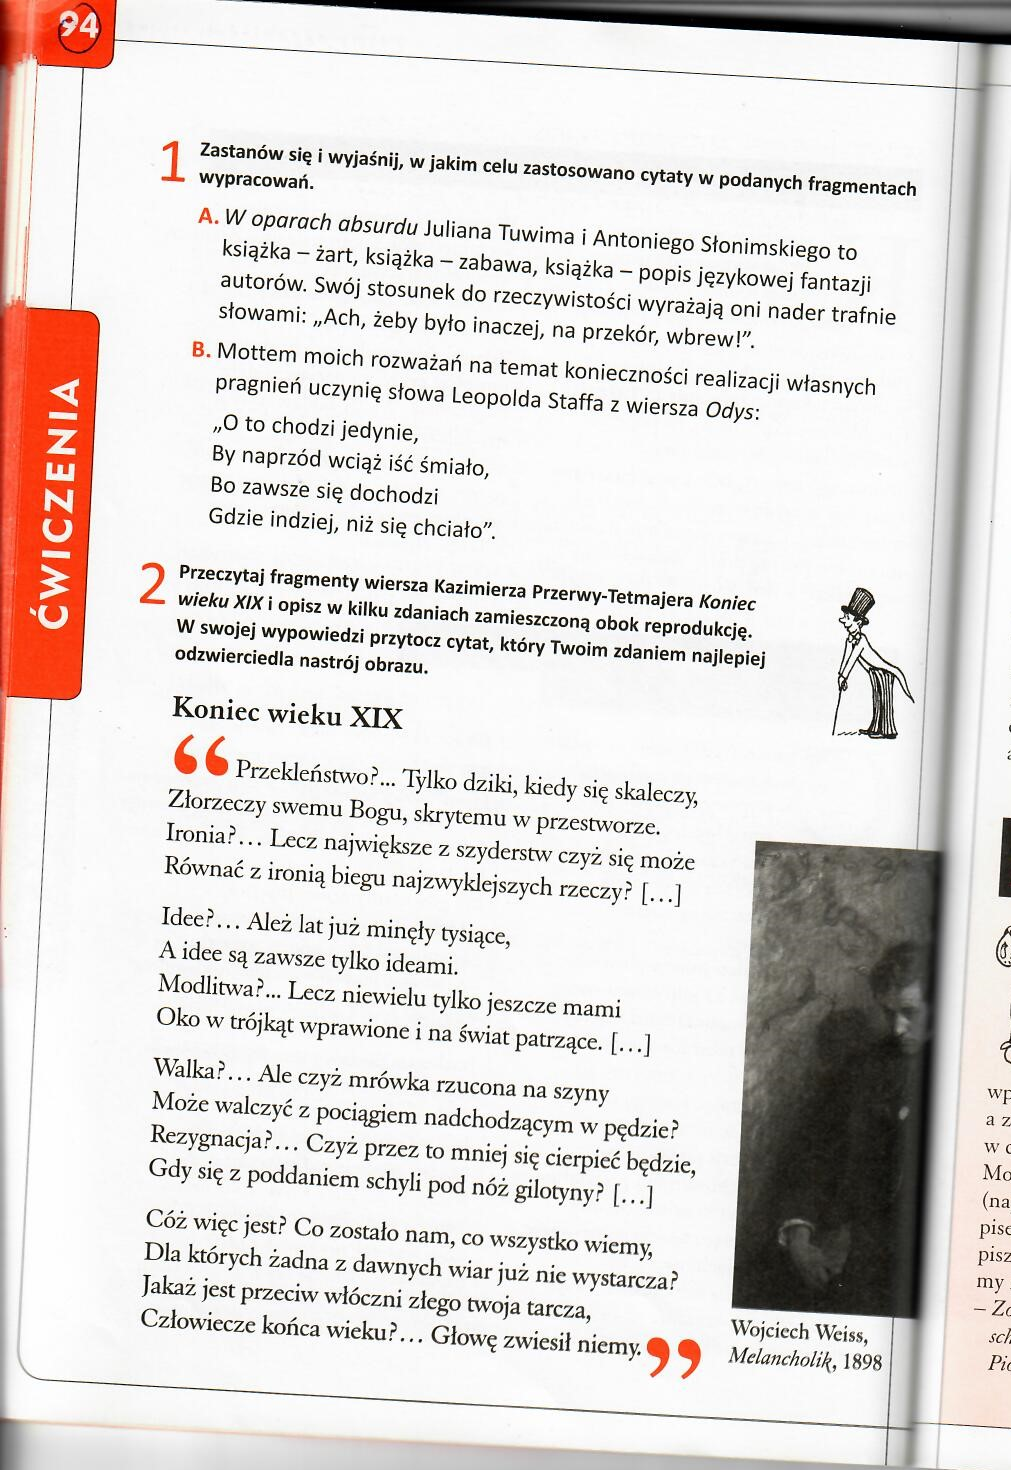 94
ĆWICZENIA
1 Zastanów się i wyjaśnij, w jakim celu zastosowano cytaty w podanych fragmentach
wypracowań.
A. W oparach absurdu Juliana Tuwima i Antoniego Słonimskiego to
książka – żart, książka – zabawa, książka – popis językowej fantazji
autorów. Swój stosunek do rzeczywistości wyrażają oni nader trafnie
słowami: „Ach, żeby było inaczej, na przekór, wbrew!”.
B. Mottem moich rozważań na temat konieczności realizacji własnych
pragnień uczynię słowa Leopolda Staffa z wiersza Odys:
„O to chodzi jedynie,
By naprzód wciąż iść śmiało,
Bo zawsze się dochodzi
Gdzie indziej, niż się chciało”.
2 Przeczytaj fragmenty wiersza Kazimierza Przerwy-Tetmajera Koniec
wieku XIX i opisz w kilku zdaniach zamieszczoną obok reprodukcję.
W swojej wypowiedzi przytocz cytat, który Twoim zdaniem najlepiej
odzwierciedla nastrój obrazu.
Koniec wieku XIX
“ Przekleństwo?... Tylko dziki, kiedy się skaleczy,
Złorzeczy swemu Bogu, skrytemu w przestworze.
Ironia?... Lecz największe z szyderstw czyż się może
Równać z ironią biegu najzwyklejszych rzeczy? [...]
Idee?... Ależ lat już minęły tysiące,
A idee są zawsze tylko ideami.
Modlitwa?... Lecz niewielu tylko jeszcze mami
Oko w trójkąt wprawione i na świat patrzące. [...]
Walka?... Ale czyż mrówka rzucona na szyny
Może walczyć z pociągiem nadchodzącym w pędzie?
Rezygnacja?... Czyż przez to mniej się cierpieć będzie,
Gdy się z poddaniem schyli pod nóż gilotyny? [...]
Cóż więc jest? Co zostało nam, co wszystko wiemy,
Dla których żadna z dawnych wiar już nie wystarcza?
Jakaż jest przeciw włóczni złego twoja tarcza,
Człowiecze końca wieku?... Głowę zwiesił niemy. ”
Wojciech Weiss,
Melancholik, 1898
wp
a z
w c
Mo
(na
pise
pisz
my
– Zo
sch
Pio